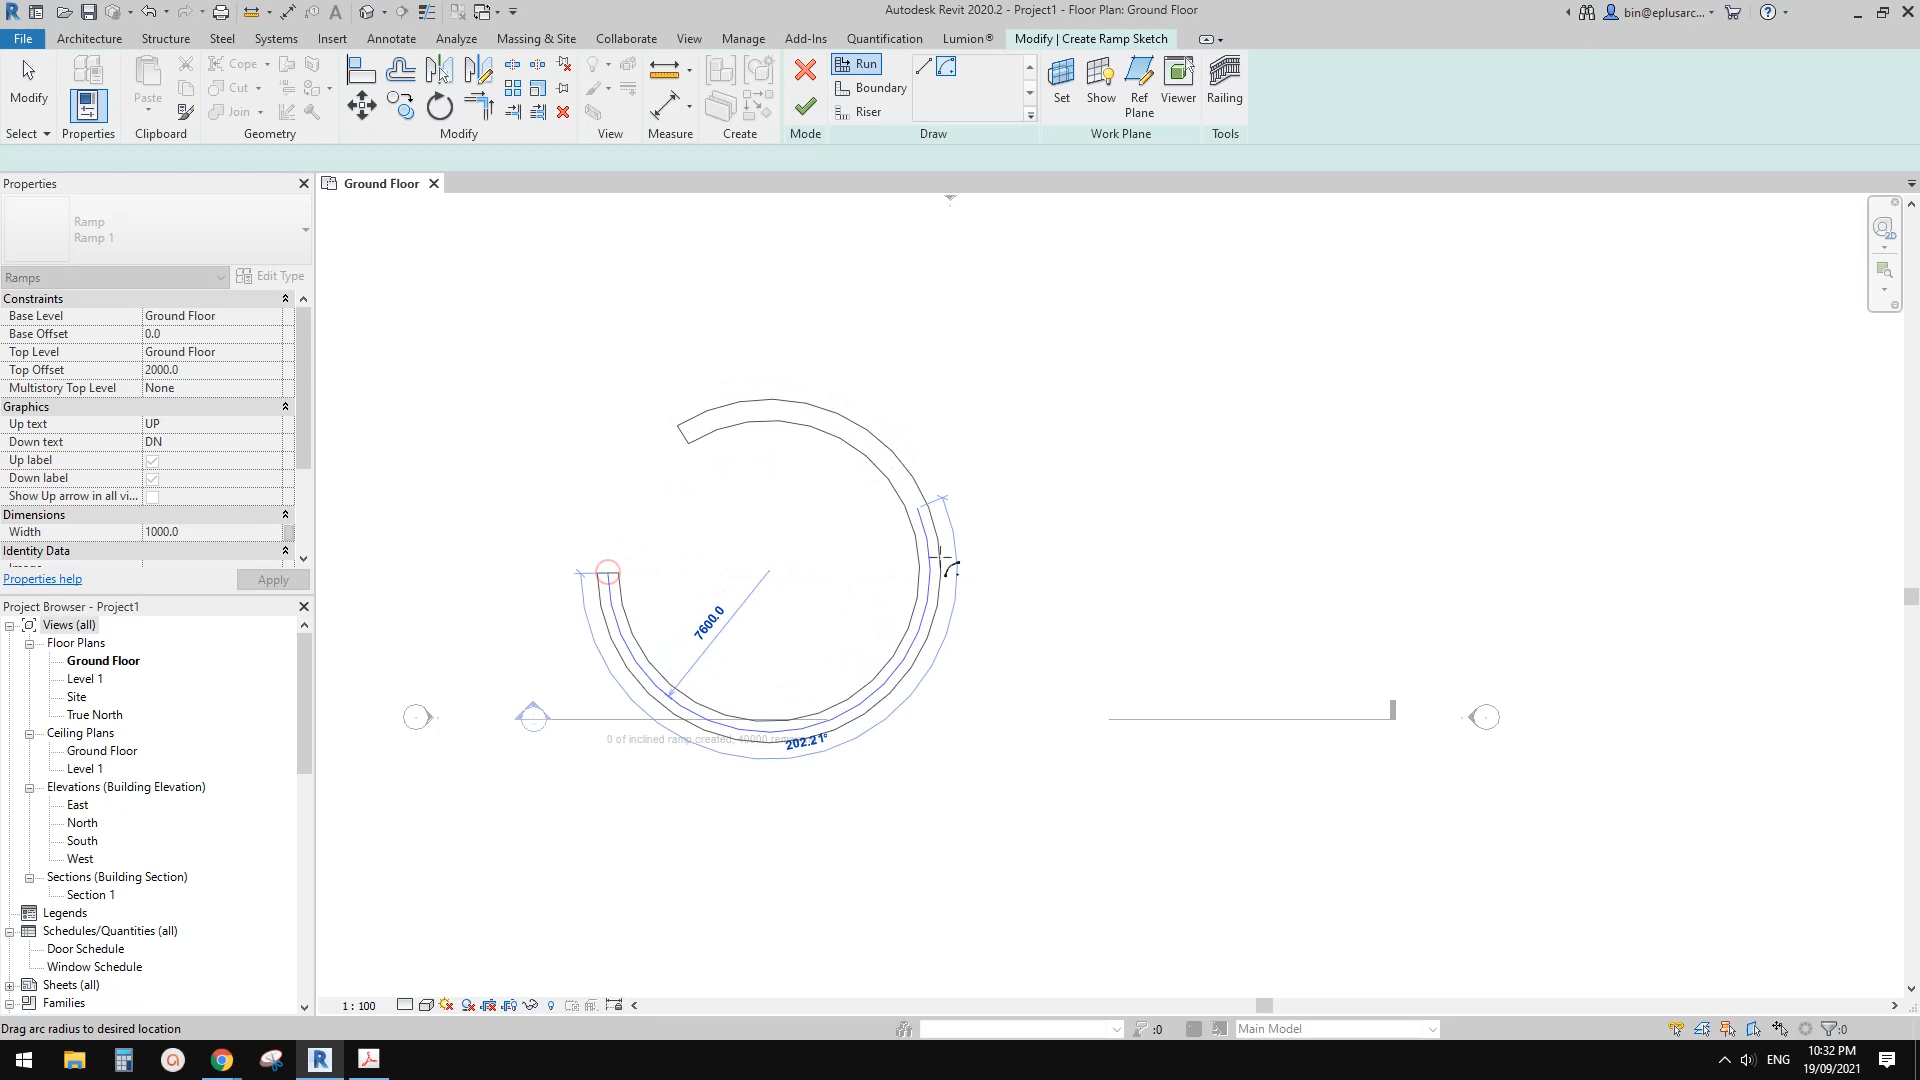 Autodesk Revit 2020.2 - Project1 - Floor Plan: Ground Floor
bin@eplusarc...
File Architecture Structure Steel Systems Insert Annotate Analyze Massing & Site Collaborate View Manage Add-Ins Quantification Lumion® Modify | Create Ramp Sketch
Modify
Paste
Cope
Cut
Join
Run
Boundary
Riser
Set
Show
Ref
Plane
Viewer
Railing
Select Properties Clipboard Geometry Modify View Measure Create Mode Draw Work Plane Tools
Properties
Ground Floor
Ramp
Ramp 1
Ramps
Edit Type
Constraints
Base Level Ground Floor
Base Offset 0.0
Top Level Ground Floor
Top Offset 2000.0
Multistory Top Level None
Graphics
Up text UP
Down text DN
Up label
Down label
Show Up arrow in all vi...
Dimensions
Width 1000.0
Identity Data
Properties help
Apply
7600.0
202.21°
Project Browser - Project1
Views (all)
Floor Plans
Ground Floor
Level 1
Site
True North
Ceiling Plans
Ground Floor
Level 1
Elevations (Building Elevation)
East
North
South
West
Sections (Building Section)
Section 1
Legends
Schedules/Quantities (all)
Door Schedule
Window Schedule
Sheets (all)
Families
0 of inclined ramp created,
2D
1 : 100
Drag arc radius to desired location
:0
Main Model
:0
ENG
10:32 PM
19/09/2021